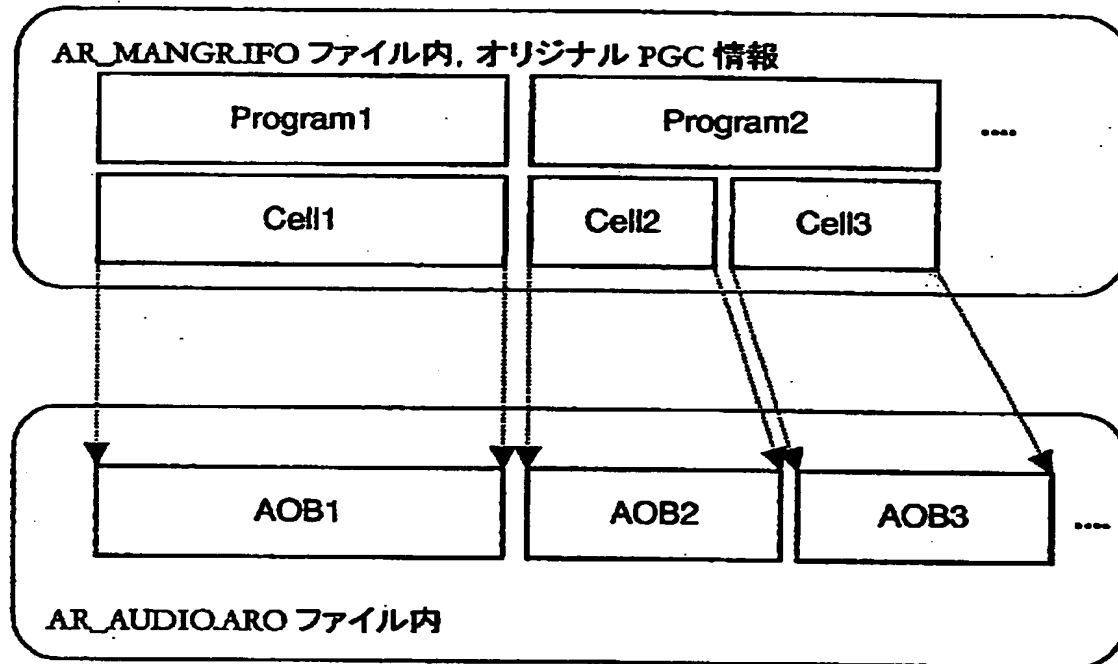 AR_MANGR.IFO ファイル内, オリジナル PGC 情報
Program1 Program2 ....
Cell1 Cell2 Cell3
AOB1 AOB2 AOB3 ....
AR_AUDIO.ARO ファイル内